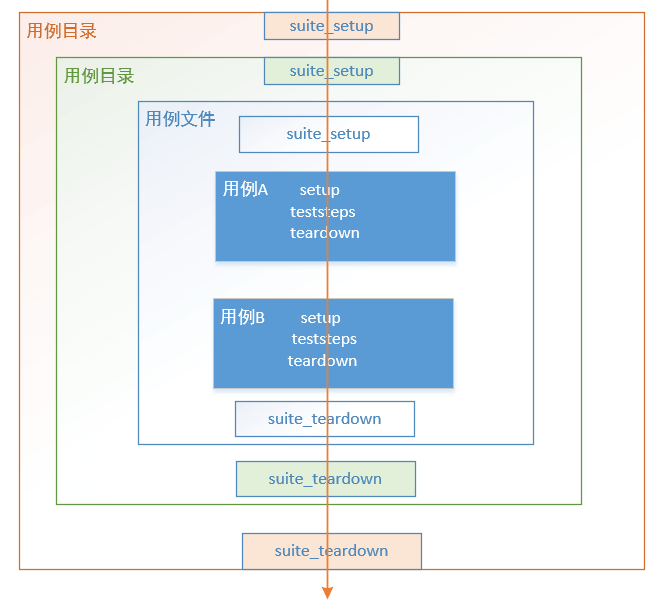 用例目录
suite_setup
用例目录
suite_setup
用例文件
suite_setup
用例A setup
teststeps
teardown
用例B setup
teststeps
teardown
suite_teardown
suite_teardown
suite_teardown